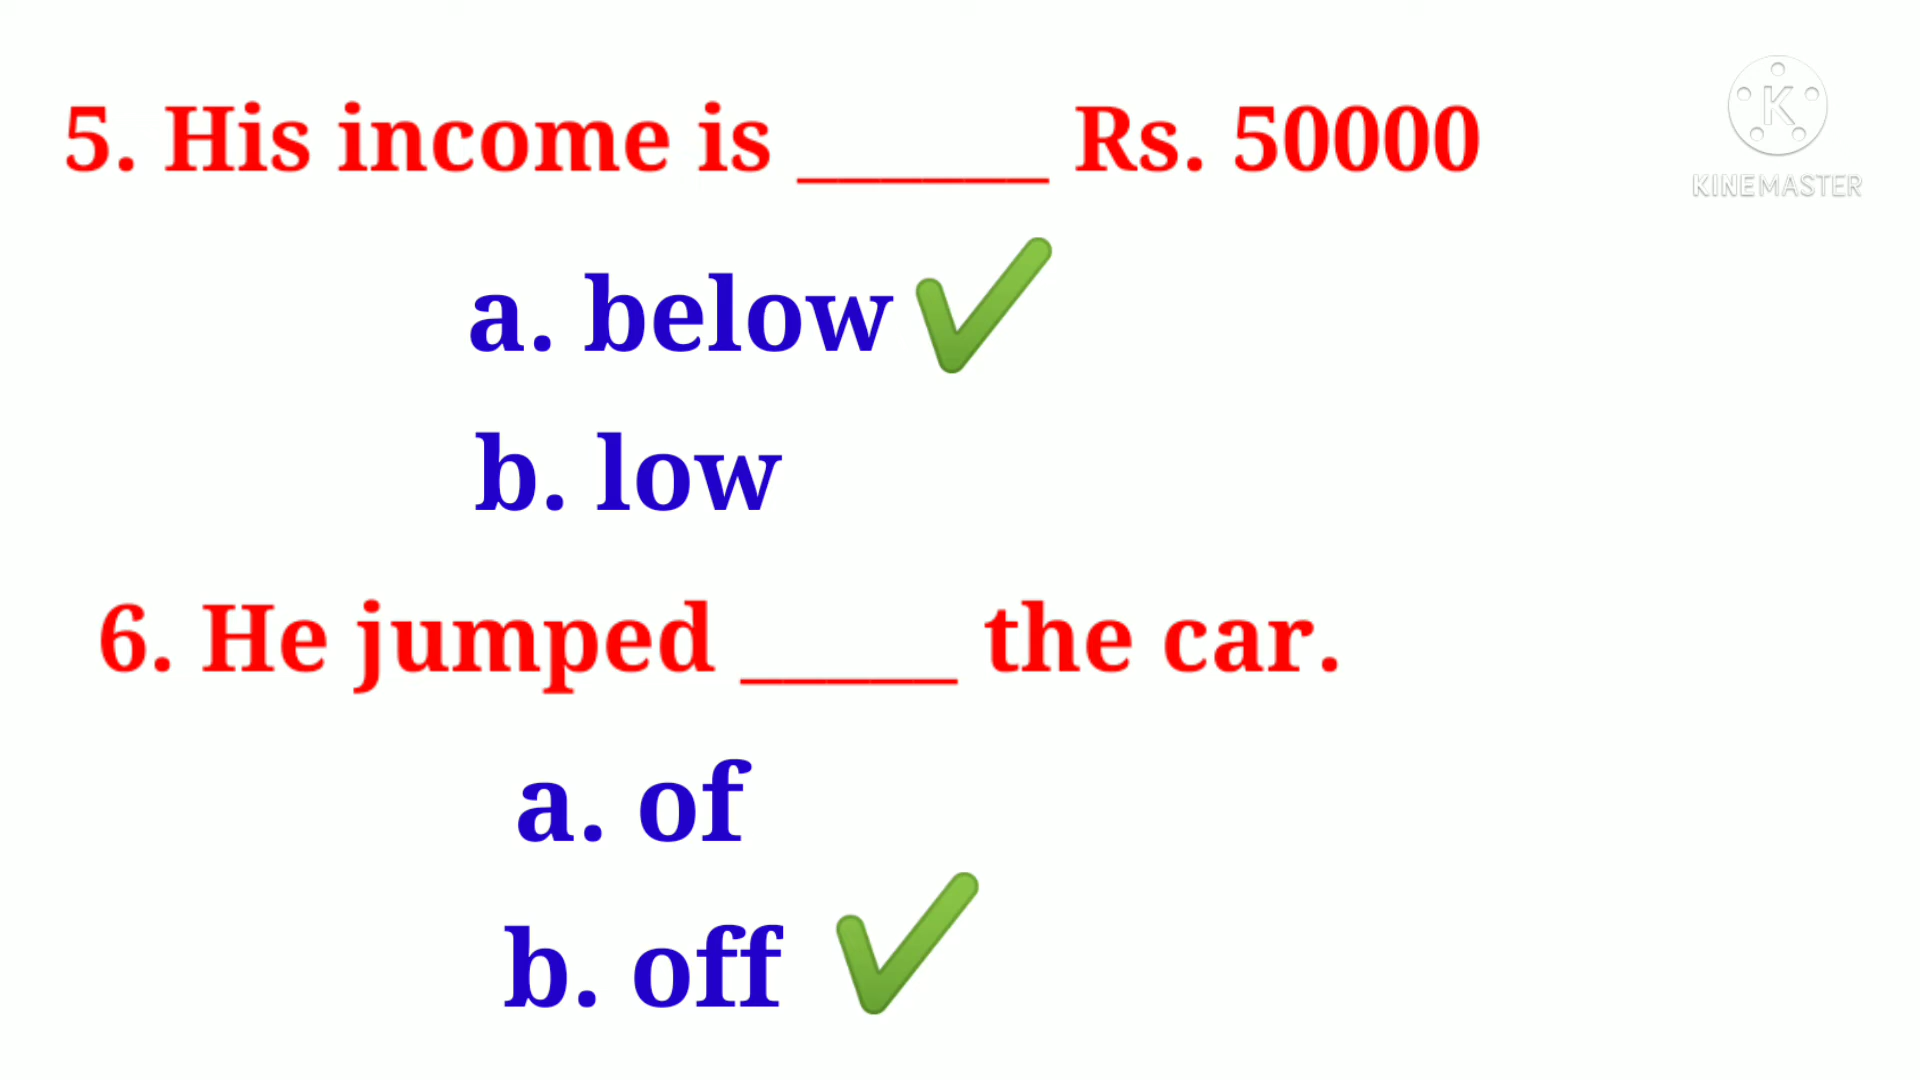 5. His income is ______ Rs. 50000
K
KINEMASTER
a. below
b. low
6. He jumped _____ the car.
a. of
b. off